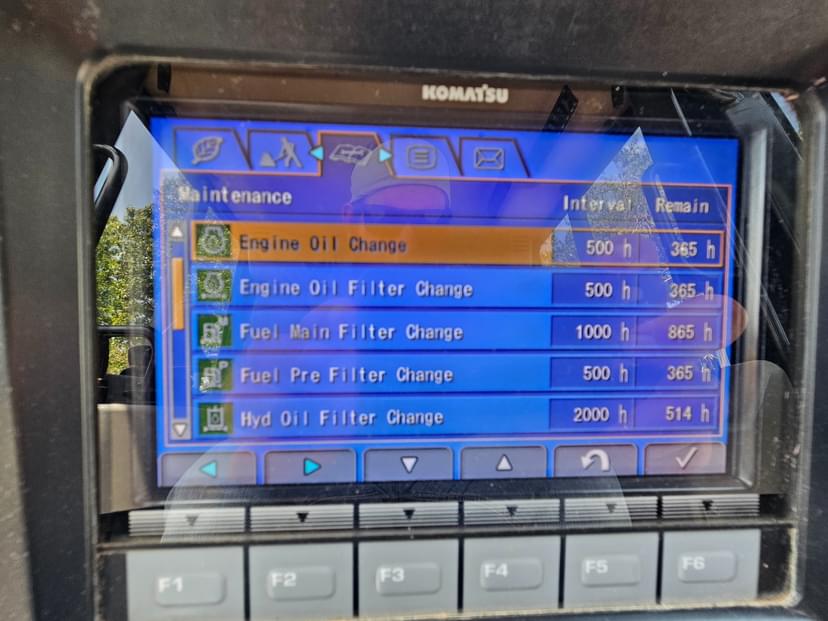 KOMATSU
Maintenance Interval Remain
Engine Oil Change 500 h 365 h
Engine Oil Filter Change 500 h 365 h
Fuel Main Filter Change 1000 h 865 h
Fuel Pre Filter Change 500 h 365 h
Hyd Oil Filter Change 2000 h 514 h
F1 F2 F3 F4 F5 F6